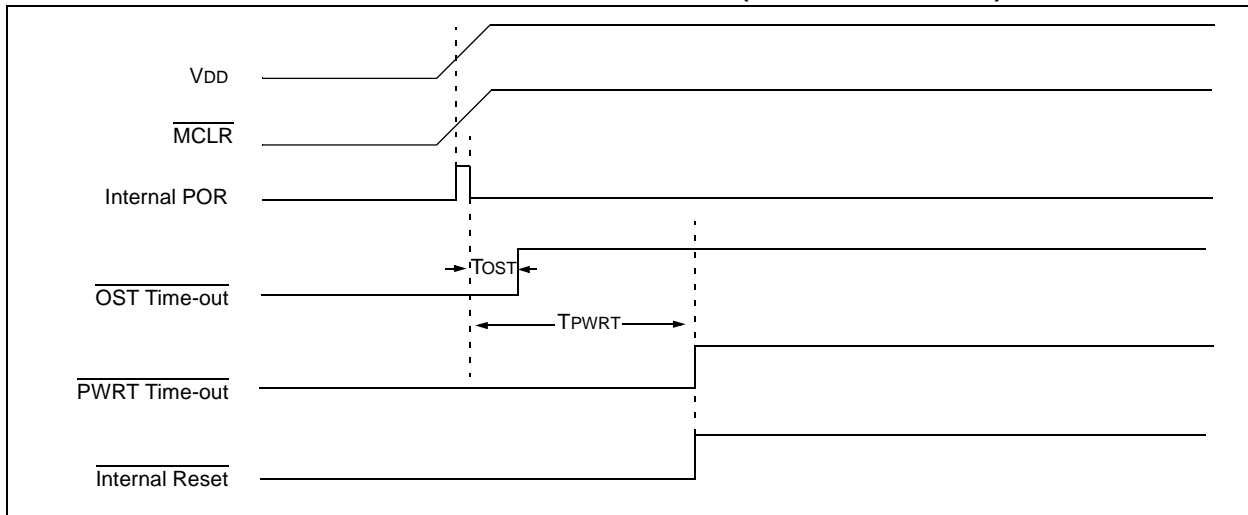 VDD
MCLR
Internal POR
TOST
OST Time-out
TPWRT
PWRT Time-out
Internal Reset